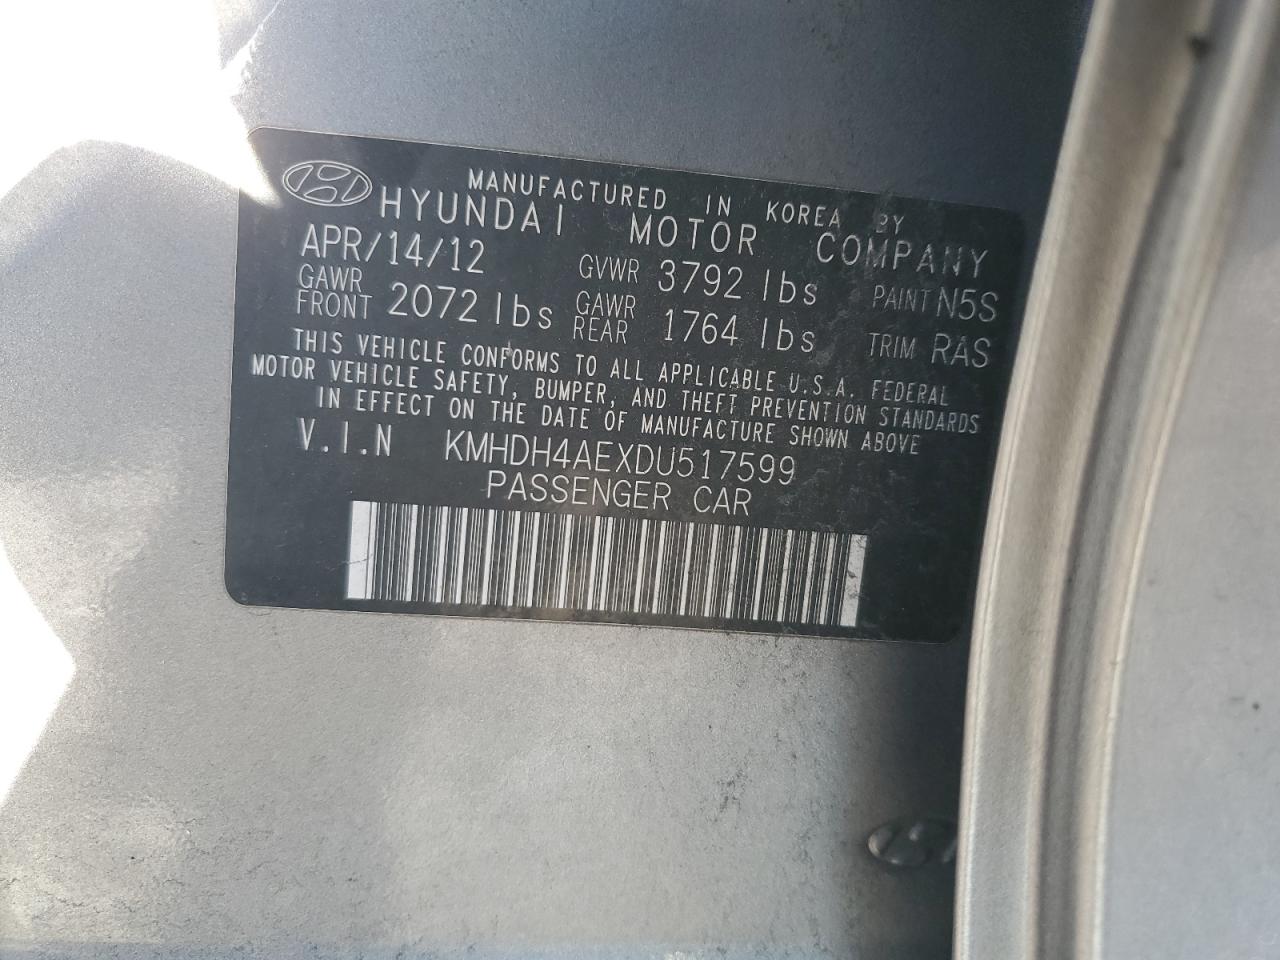 MANUFACTURED IN KOREA BY
HYUNDAI MOTOR COMPANY
APR/14/12 GVWR 3792 lbs PAINT N5S
GAWR FRONT 2072 lbs GAWR REAR 1764 lbs TRIM RAS
THIS VEHICLE CONFORMS TO ALL APPLICABLE U.S.A. FEDERAL
MOTOR VEHICLE SAFETY, BUMPER, AND THEFT PREVENTION STANDARDS
IN EFFECT ON THE DATE OF MANUFACTURE SHOWN ABOVE
V.I.N KMHDH4AEXDU517599
PASSENGER CAR